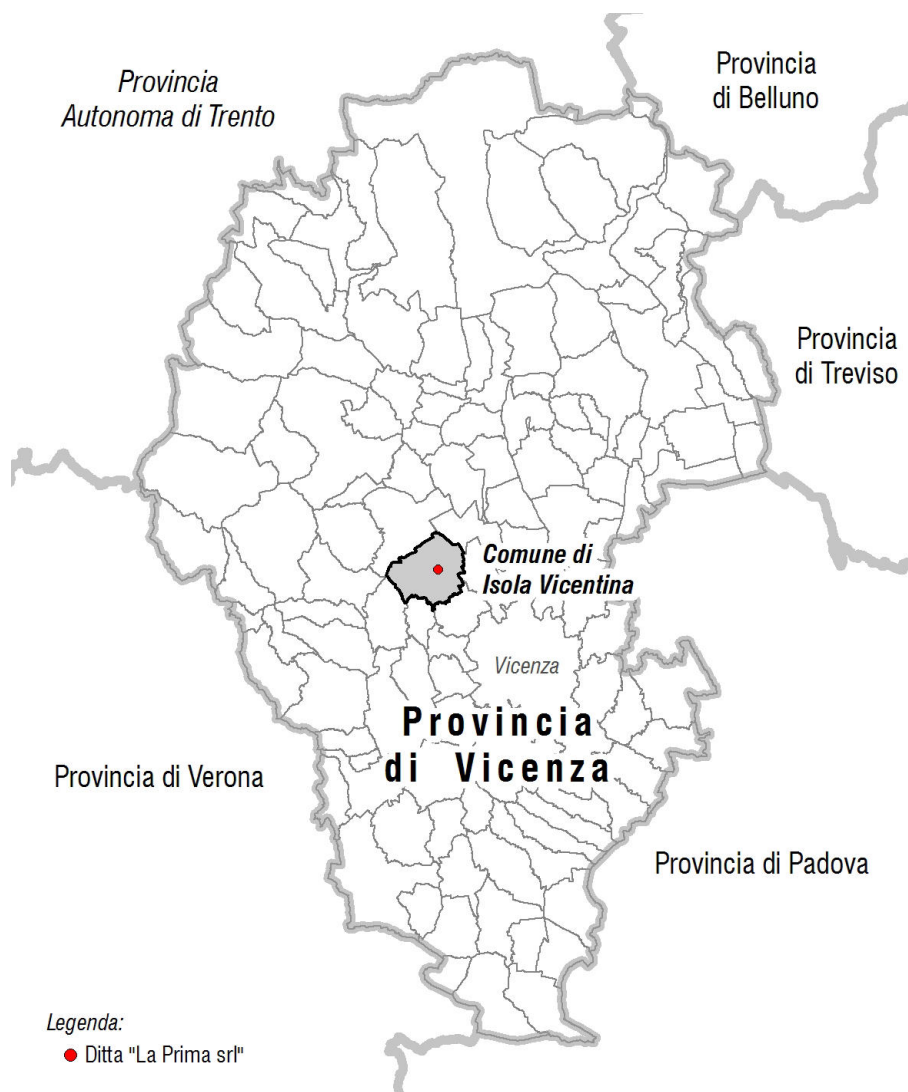 Provincia
Autonoma di Trento
Provincia
di Belluno
Provincia
di Treviso
Comune di
Isola Vicentina
Vicenza
Provincia
di Vicenza
Provincia di Verona
Provincia di Padova
Legenda:
Ditta "La Prima srl"